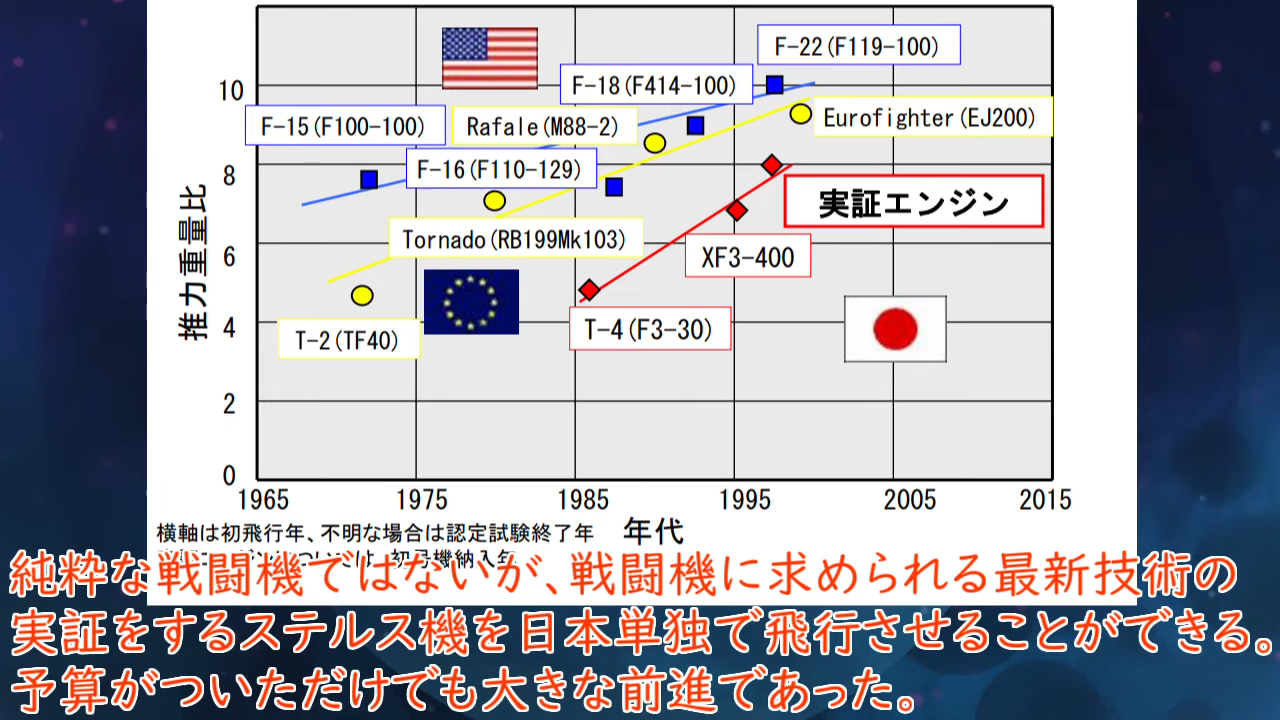 F-22(F119-100)
F-18(F414-100)
10
F-15(F100-100)
Rafale(M88-2)
Eurofighter(EJ200)
8
F-16(F110-129)
実証エンジン
推力重量比
Tornado(RB199Mk103)
6
XF3-400
4
T-2(TF40)
T-4(F3-30)
2
0
1965
1975
1985
1995
2005
2015
横軸は初飛行年、不明な場合は認定試験終了年
年代
初号機納入年
純粋な戦闘機ではないが、戦闘機に求められる最新技術の
実証をするステルス機を日本単独で飛行させることができる。
予算がついただけでも大きな前進であった。